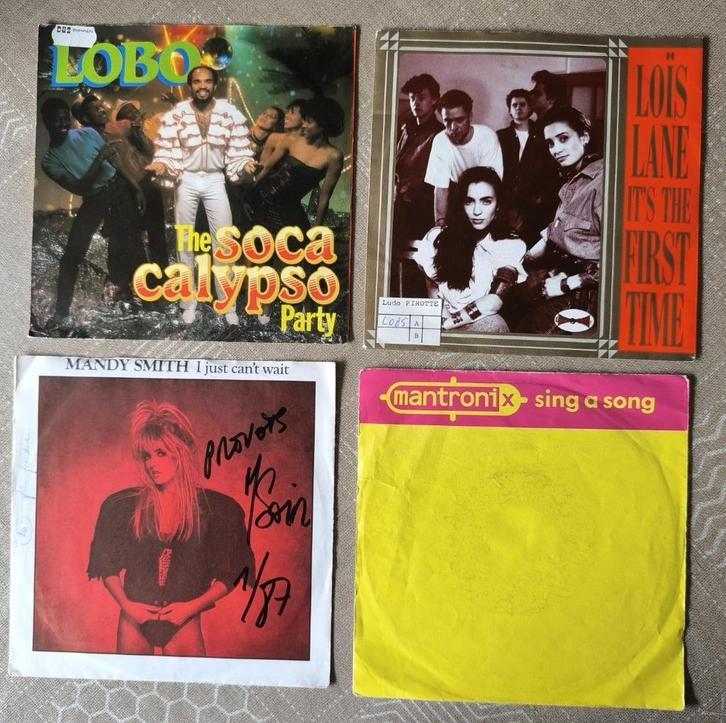 LOBO
The soca
calypso
Party
LOÏS
LANE
IT'S THE
FIRST
TIME
Ludo PIROTTE
L085
A
B
MANDY SMITH I just can't wait
1/87
mantronix sing a song